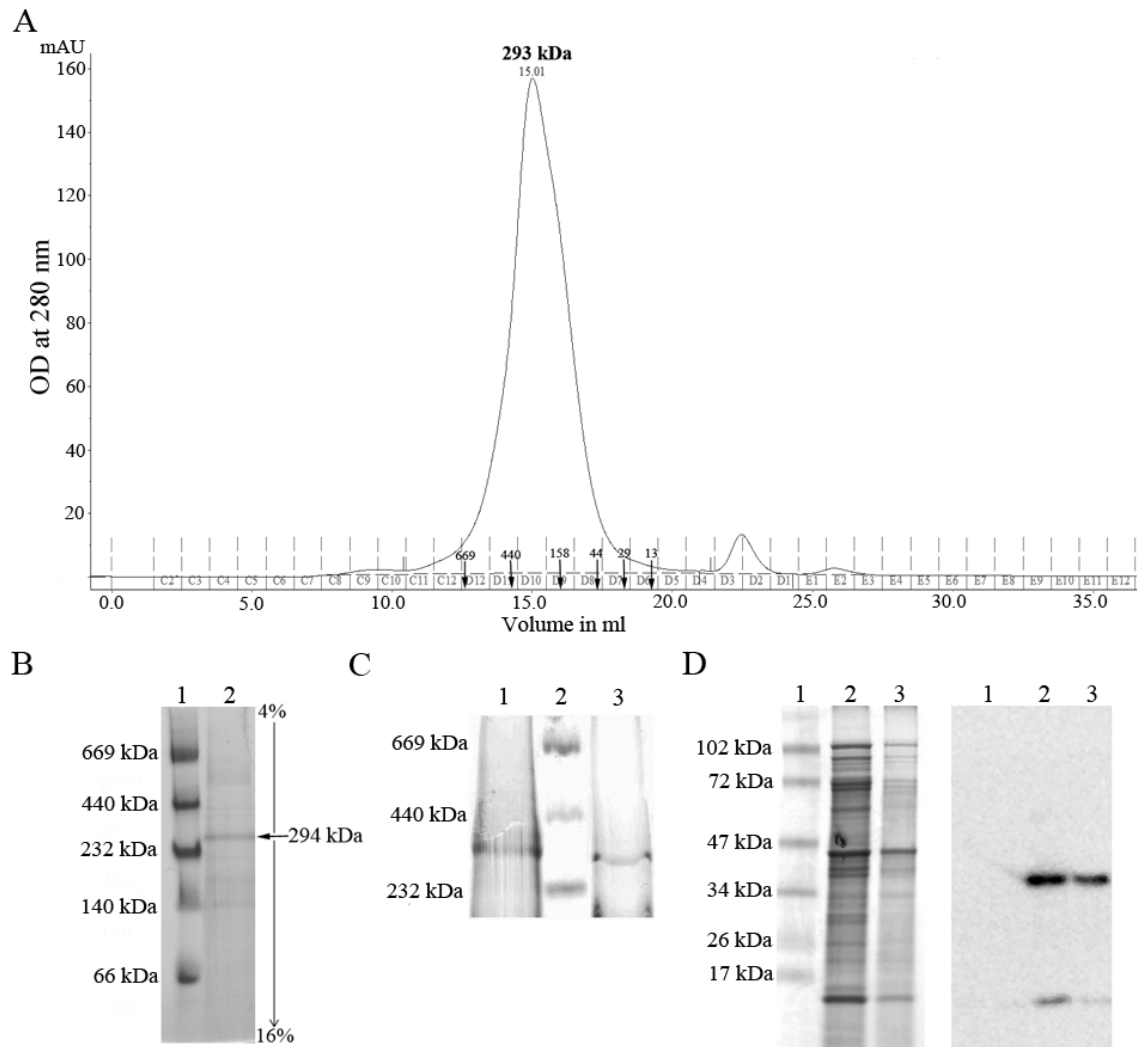 A
mAU
293 kDa
15.01
160
140
120
100
80
60
40
20
OD at 280 nm
669 440 158 44 29 13
C2 C3 C4 C5 C6 C7 C8 C9 C10 C11 C12 D12 D11 D10 D9 D8 D7 D6 D5 D4 D3 D2 D1 E1 E2 E3 E4 E5 E6 E7 E8 E9 E10 E11 E12
0.0 5.0 10.0 15.0 20.0 25.0 30.0 35.0
Volume in ml
B
1 2
4%
669 kDa
440 kDa
294 kDa
232 kDa
140 kDa
66 kDa
16%
C
1 2 3
669 kDa
440 kDa
232 kDa
D
1 2 3 1 2 3
102 kDa
72 kDa
47 kDa
34 kDa
26 kDa
17 kDa